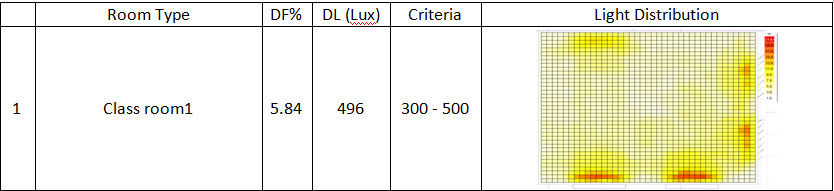 Room Type DF% DL (Lux) Criteria Light Distribution
1 Class room1 5.84 496 300 - 500